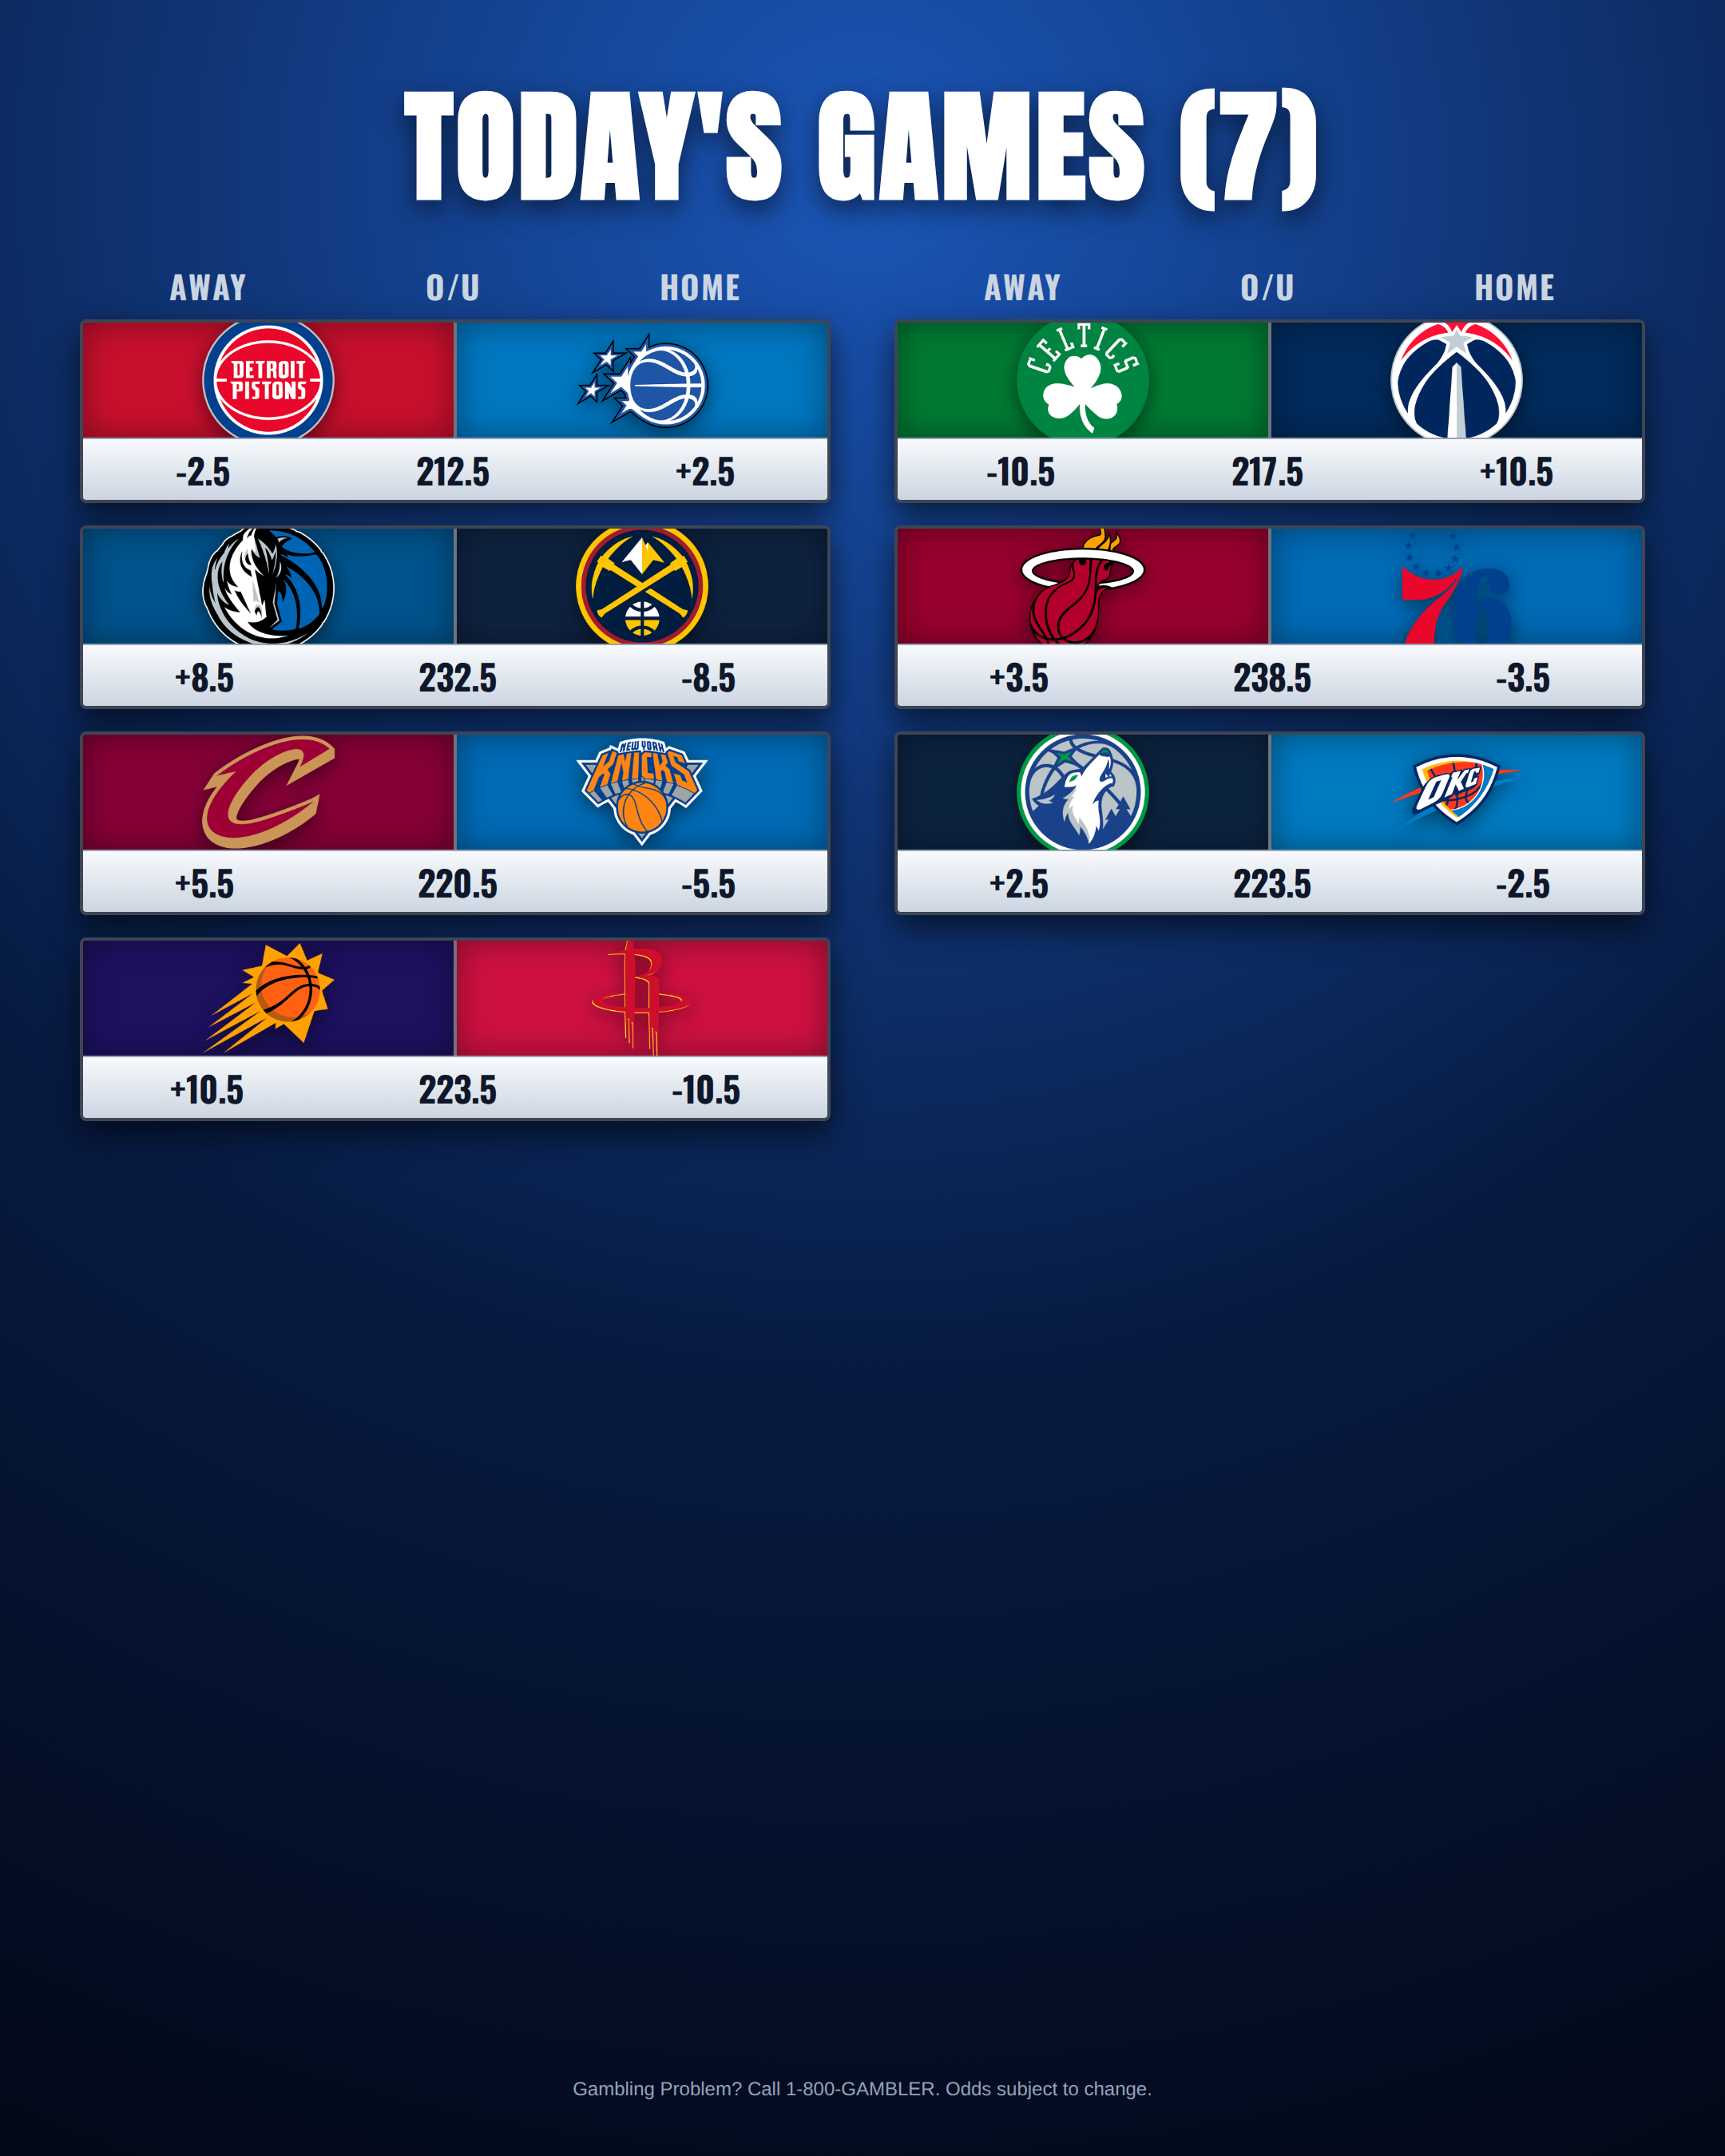 TODAY'S GAMES (7)
AWAY O/U HOME
AWAY O/U HOME
DETROIT
PISTONS
-2.5 212.5 +2.5
CELTICS
-10.5 217.5 +10.5
+8.5 232.5 -8.5
76
+3.5 238.5 -3.5
C
NEW YORK
KNICKS
+5.5 220.5 -5.5
OKC
+2.5 223.5 -2.5
R
+10.5 223.5 -10.5
Gambling Problem? Call 1-800-GAMBLER. Odds subject to change.